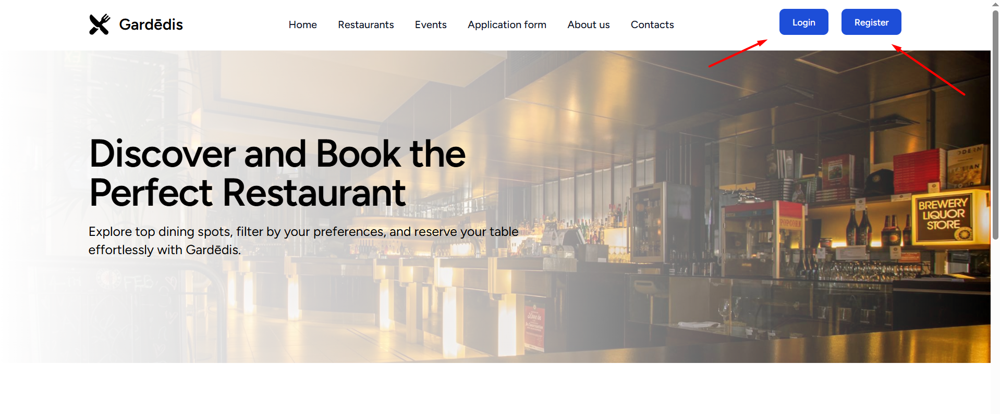 Gardēdis
Home Restaurants Events Application form About us Contacts
Login Register
Discover and Book the
Perfect Restaurant
Explore top dining spots, filter by your preferences, and reserve your table
effortlessly with Gardēdis.
BREWERY
LIQUOR
STORE
POPCORN
FEB